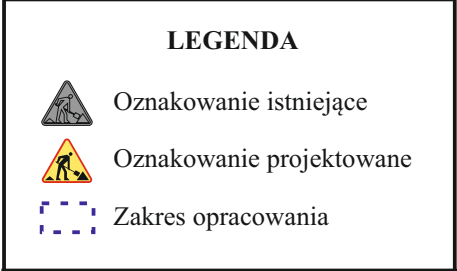 LEGENDA
Oznakowanie istniejące
Oznakowanie projektowane
Zakres opracowania